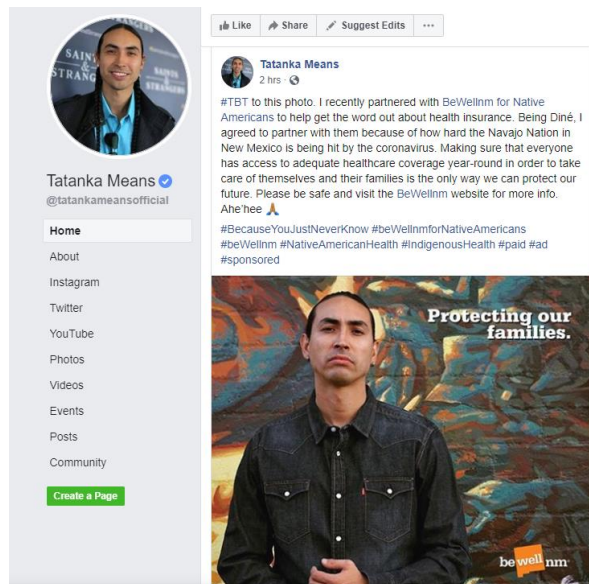 SAINTS
&
STRANGERS
SAINTS
&
STRANGERS
Tatanka Means
@tatankameansofficial
Home
About
Instagram
Twitter
YouTube
Photos
Videos
Events
Posts
Community
Create a Page
Like
Share
Suggest Edits
Tatanka Means
2 hrs ·
#TBT to this photo. I recently partnered with BeWellnm for Native
Americans to help get the word out about health insurance. Being Diné, I
agreed to partner with them because of how hard the Navajo Nation in
New Mexico is being hit by the coronavirus. Making sure that everyone
has access to adequate healthcare coverage year-round in order to take
care of themselves and their families is the only way we can protect our
future. Please be safe and visit the BeWellnm website for more info.
Ahe'hee 🙏🏾
#BecauseYouJustNeverKnow #beWellnmforNativeAmericans
#beWellnm #NativeAmericanHealth #IndigenousHealth #paid #ad
#sponsored
Protecting our
families.
be well nm